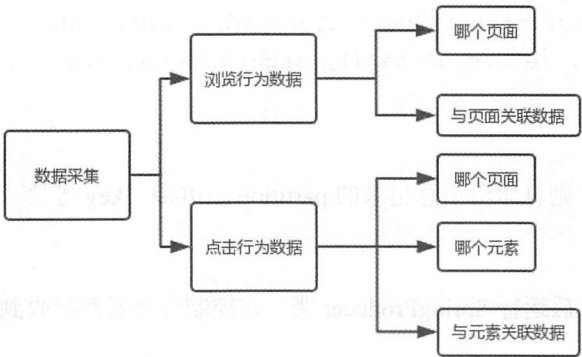 哪个页面
浏览行为数据
与页面关联数据
数据采集
哪个页面
点击行为数据
哪个元素
与元素关联数据